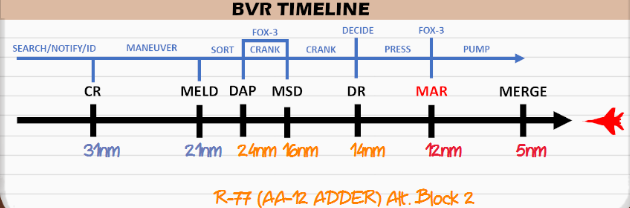 BVR TIMELINE
FOX-3 DECIDE FOX-3
SEARCH/NOTIFY/ID MANEUVER SORT CRANK CRANK PRESS PUMP
CR MELD DAP MSD DR MAR MERGE
31nm 21nm 24nm 16nm 14nm 12nm 5nm
R-77 (AA-12 ADDER) Alt. Block 2